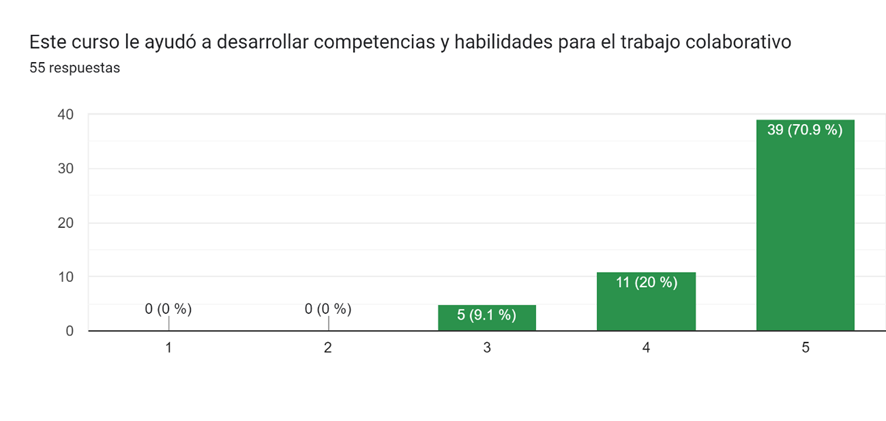 Este curso le ayudó a desarrollar competencias y habilidades para el trabajo colaborativo
55 respuestas
40
39 (70.9 %)
30
20
10
11 (20 %)
0 (0 %)
0 (0 %)
5 (9.1 %)
0
1 2 3 4 5